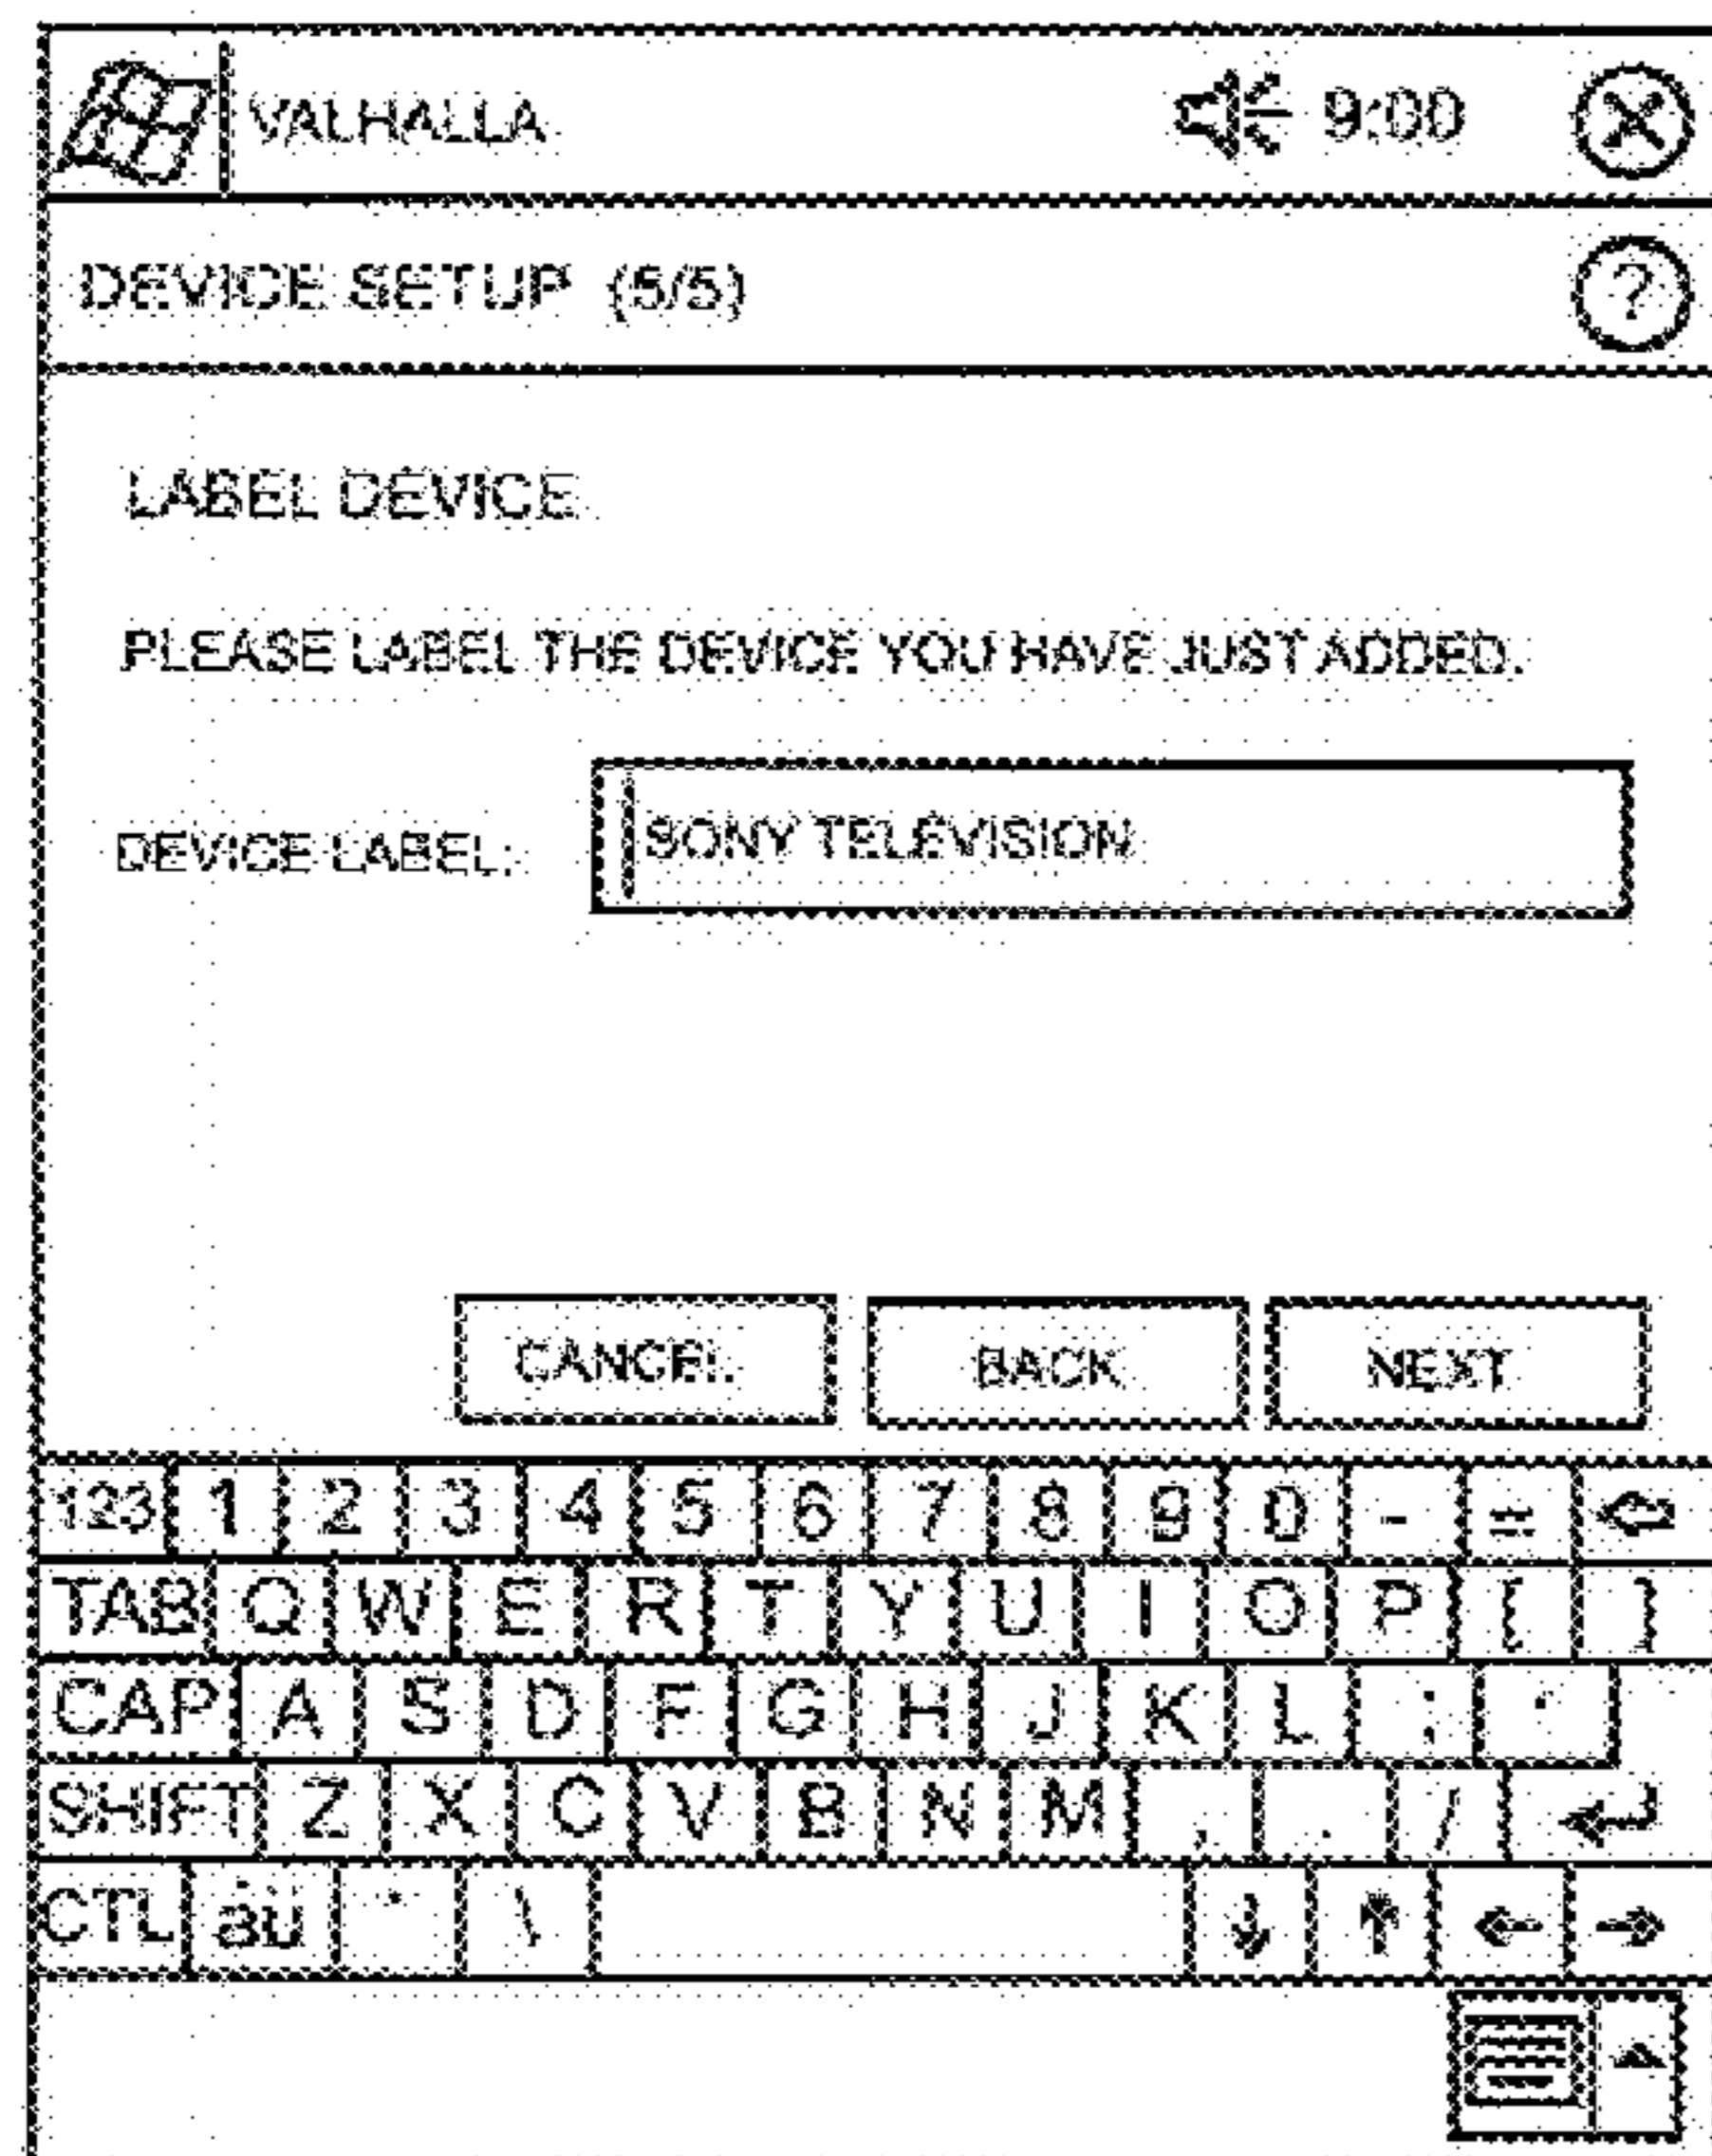 VALHALLA 9:00
DEVICE SETUP (5/5) ?
LABEL DEVICE
PLEASE LABEL THE DEVICE YOU HAVE JUST ADDED.
DEVICE LABEL: SONY TELEVISION
CANCEL BACK NEXT
123 1 2 3 4 5 6 7 8 9 0 - =
TAB Q W E R T Y U I O P [ ]
CAP A S D F G H J K L ; '
SHIFT Z X C V B N M , . /
CTL áü ` \